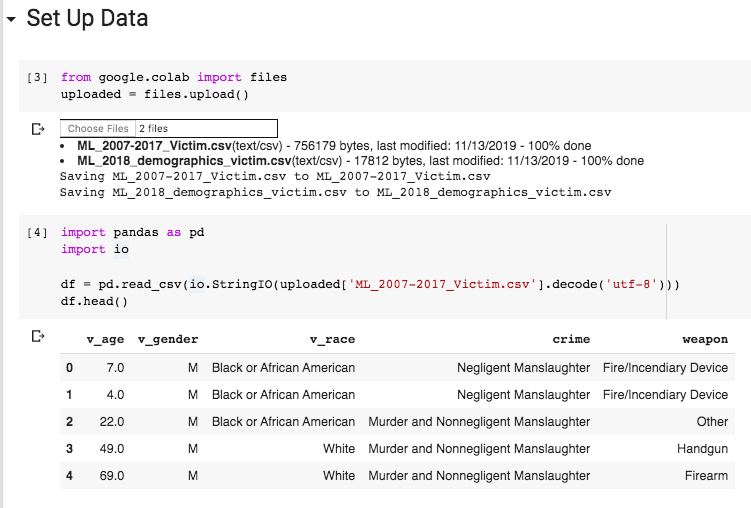 Set Up Data
[3] from google.colab import files
uploaded = files.upload()
Choose Files 2 files
• ML_2007-2017_Victim.csv(text/csv) - 756179 bytes, last modified: 11/13/2019 - 100% done
• ML_2018_demographics_victim.csv(text/csv) - 17812 bytes, last modified: 11/13/2019 - 100% done
Saving ML_2007-2017_Victim.csv to ML_2007-2017_Victim.csv
Saving ML_2018_demographics_victim.csv to ML_2018_demographics_victim.csv
[4] import pandas as pd
import io
df = pd.read_csv(io.StringIO(uploaded['ML_2007-2017_Victim.csv'].decode('utf-8')))
df.head()
v_age v_gender v_race crime weapon
0 7.0 M Black or African American Negligent Manslaughter Fire/Incendiary Device
1 4.0 M Black or African American Negligent Manslaughter Fire/Incendiary Device
2 22.0 M Black or African American Murder and Nonnegligent Manslaughter Other
3 49.0 M White Murder and Nonnegligent Manslaughter Handgun
4 69.0 M White Murder and Nonnegligent Manslaughter Firearm